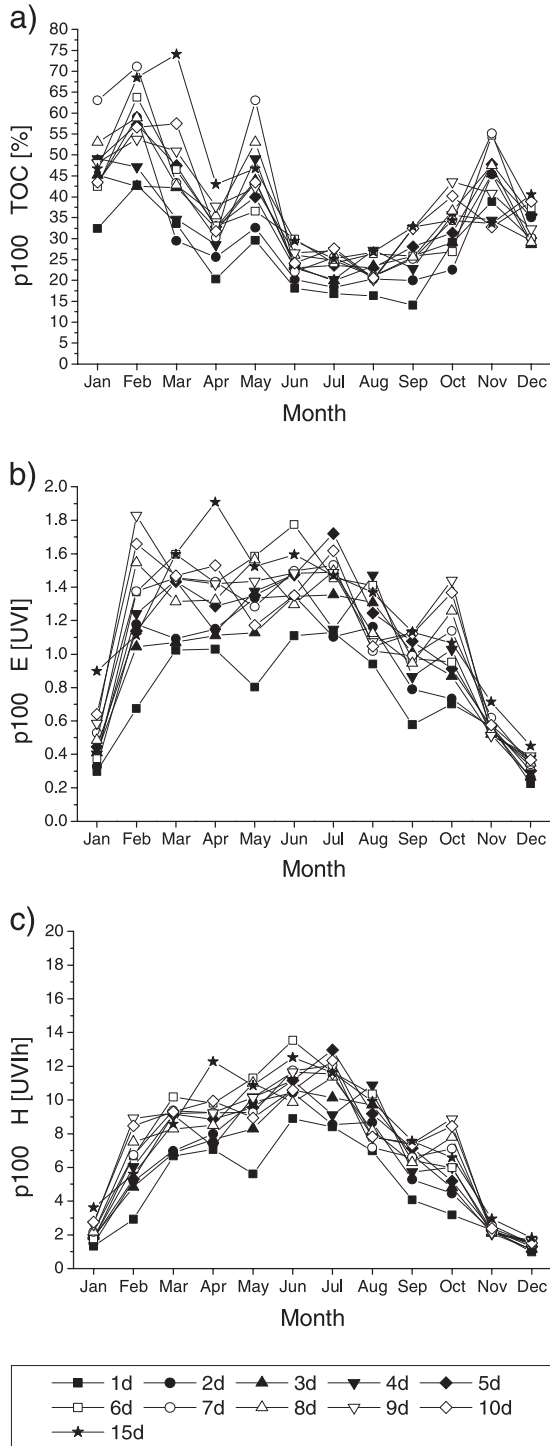 a)
80
75
70
65
60
55
50
45
40
35
30
25
20
15
10
5
0
p100 TOC [%]
Jan Feb Mar Apr May Jun Jul Aug Sep Oct Nov Dec
Month
b)
2.0
1.8
1.6
1.4
1.2
1.0
0.8
0.6
0.4
0.2
0.0
p100 E [UVI]
Jan Feb Mar Apr May Jun Jul Aug Sep Oct Nov Dec
Month
c)
20
18
16
14
12
10
8
6
4
2
0
p100 H [UVIh]
Jan Feb Mar Apr May Jun Jul Aug Sep Oct Nov Dec
Month
1d 2d 3d 4d 5d
6d 7d 8d 9d 10d
15d